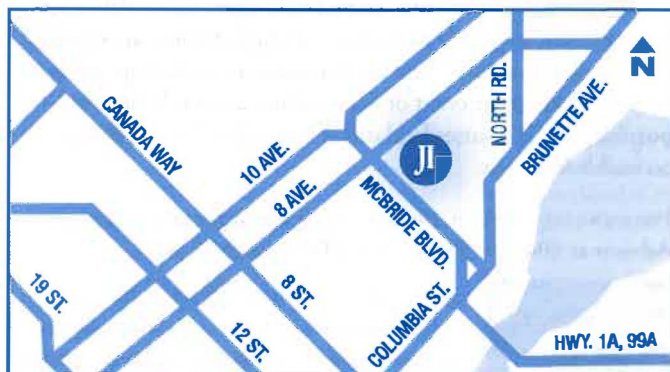 N
NORTH RD.
BRUNETTE AVE.
CANADA WAY
10 AVE.
8 AVE.
JI
MCBRIDE BLVD.
19 ST.
8 ST.
12 ST.
COLUMBIA ST.
HWY. 1A, 99A